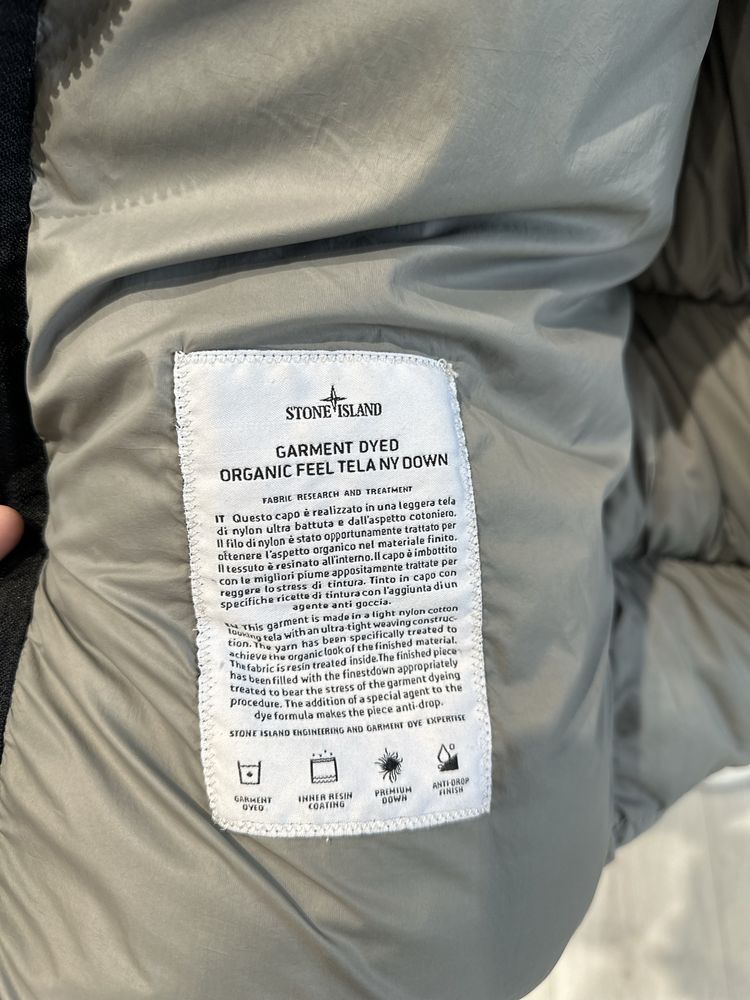 STONE ISLAND
GARMENT DYED
ORGANIC FEEL TELA NY DOWN
FABRIC RESEARCH AND TREATMENT
IT Questo capo è realizzato in una leggera tela
di nylon ultra battuta e dall'aspetto cotoniero.
Il filo di nylon è stato opportunamente trattato per
ottenere l'aspetto organico nel materiale finito.
Il tessuto è resinato all'interno. Il capo è imbottito
con le migliori piume appositamente trattate per
reggere lo stress di tintura. Tinto in capo con
specifiche ricette di tintura con l'aggiunta di un
agente anti goccia.
This garment is made in a light nylon cotton
looking tela with an ultra-tight weaving construc-
tion. The yarn has been specifically treated to
achieve the organic look of the finished material.
The fabric is resin treated inside. The finished piece
has been filled with the finest down appropriately
treated to bear the stress of the garment dyeing
procedure. The addition of a special agent to the
dye formula makes the piece anti-drop.
STONE ISLAND ENGINEERING AND GARMENT DYE EXPERTISE
GARMENT
DYED
INNER RESIN
COATING
PREMIUM
DOWN
ANTI-DROP
FINISH